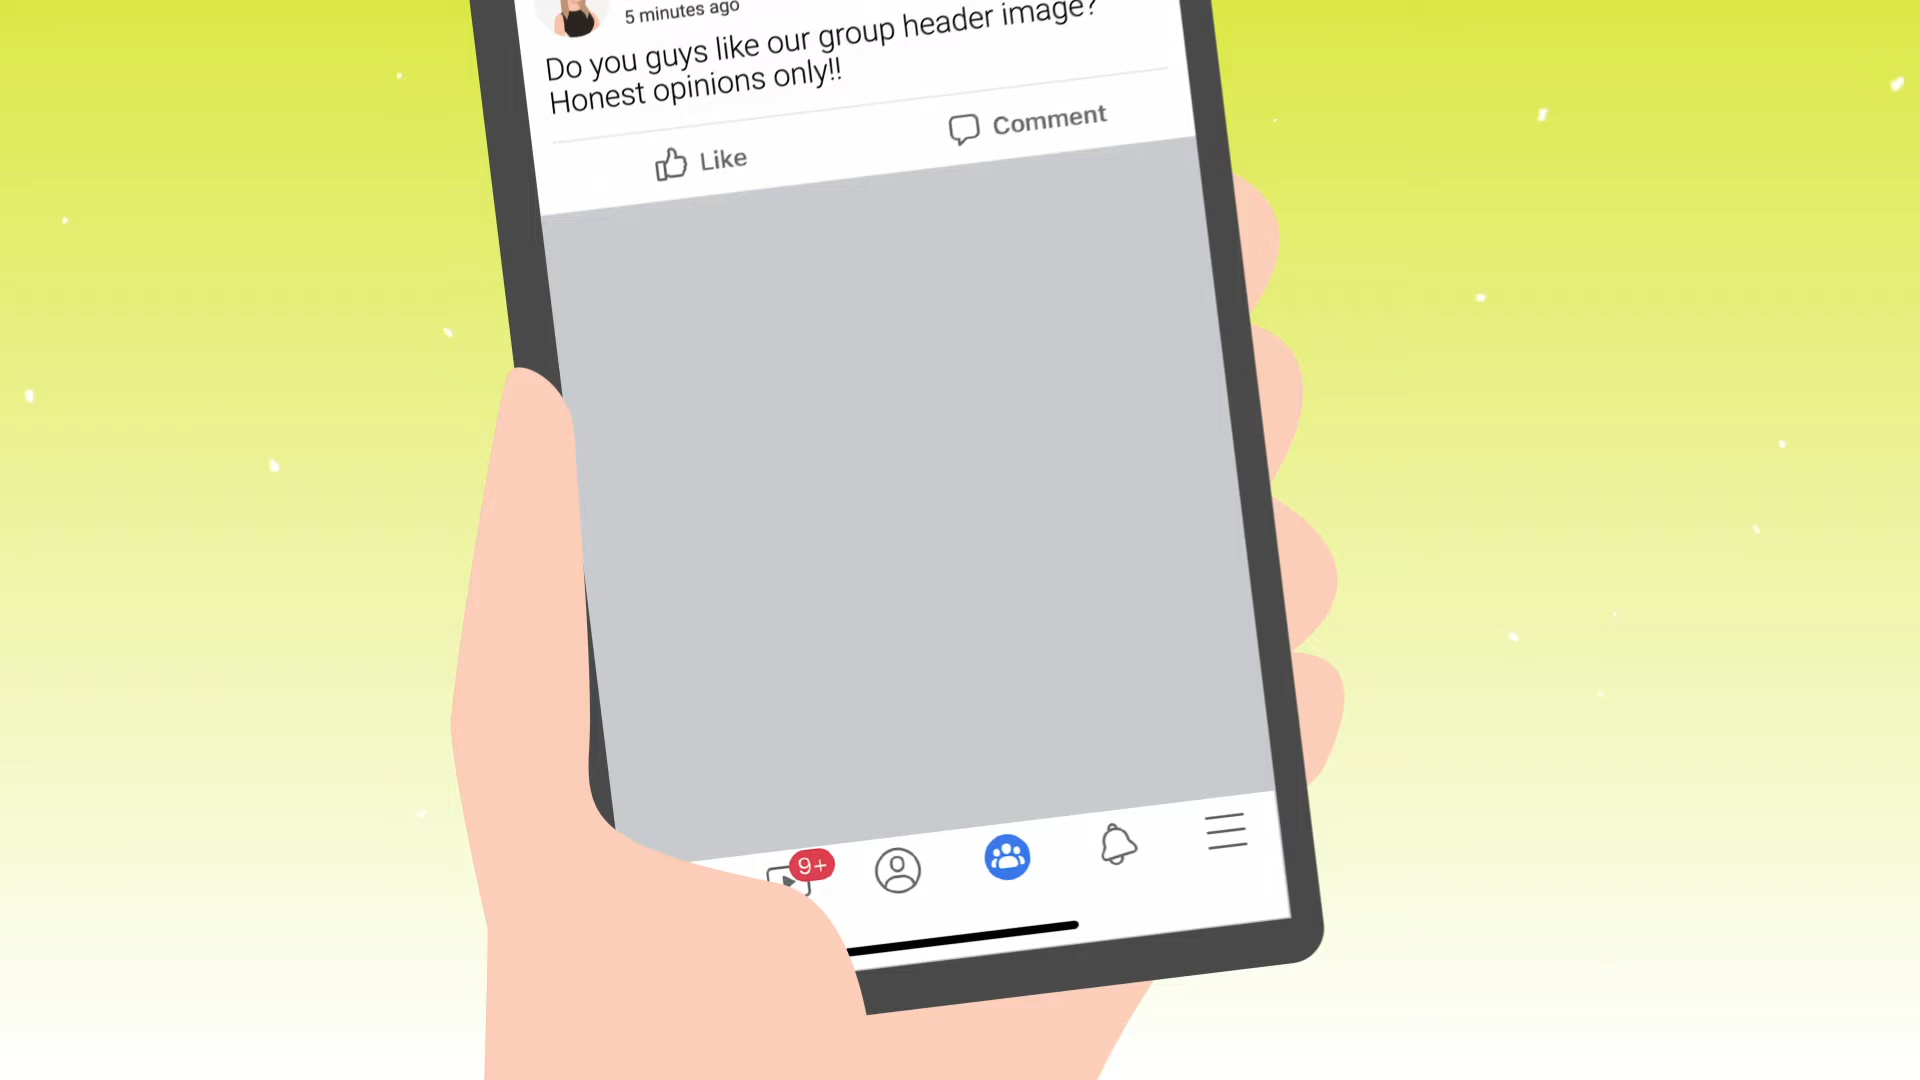 5 minutes ago
Do you guys like our group header image?
Honest opinions only!!
Like
Comment
9+